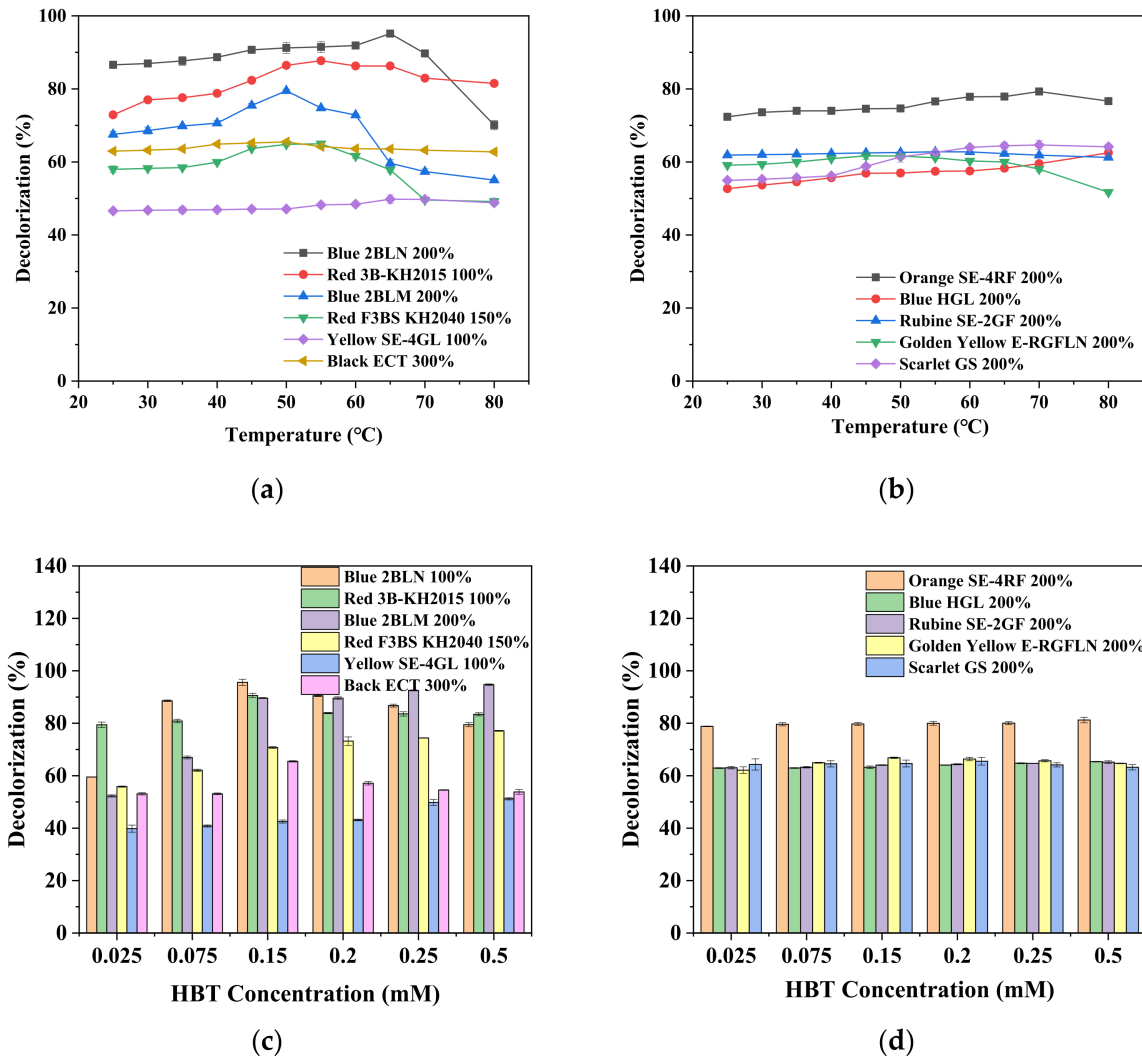 100
80
60
40
20
0
Decolorization (%)
Blue 2BLN 200%
Red 3B-KH2015 100%
Blue 2BLM 200%
Red F3BS KH2040 150%
Yellow SE-4GL 100%
Black ECT 300%
20 30 40 50 60 70 80
Temperature (℃)
(a)
100
80
60
40
20
0
Decolorization (%)
Orange SE-4RF 200%
Blue HGL 200%
Rubine SE-2GF 200%
Golden Yellow E-RGFLN 200%
Scarlet GS 200%
20 30 40 50 60 70 80
Temperature (℃)
(b)
140
120
100
80
60
40
20
0
Decolorization (%)
Blue 2BLN 100%
Red 3B-KH2015 100%
Blue 2BLM 200%
Red F3BS KH2040 150%
Yellow SE-4GL 100%
Back ECT 300%
0.025 0.075 0.15 0.2 0.25 0.5
HBT Concentration (mM)
(c)
140
120
100
80
60
40
20
0
Decolorization (%)
Orange SE-4RF 200%
Blue HGL 200%
Rubine SE-2GF 200%
Golden Yellow E-RGFLN 200%
Scarlet GS 200%
0.025 0.075 0.15 0.2 0.25 0.5
HBT Concentration (mM)
(d)